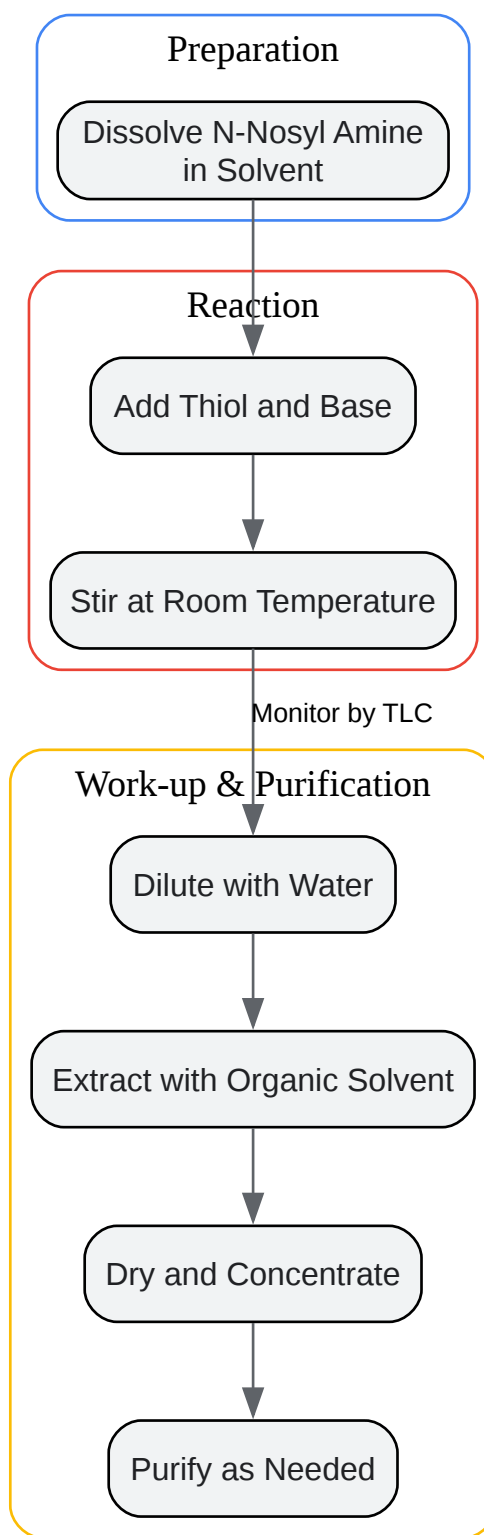 Preparation
Dissolve N-Nosyl Amine
in Solvent
Reaction
Add Thiol and Base
Stir at Room Temperature
Monitor by TLC
Work-up & Purification
Dilute with Water
Extract with Organic Solvent
Dry and Concentrate
Purify as Needed